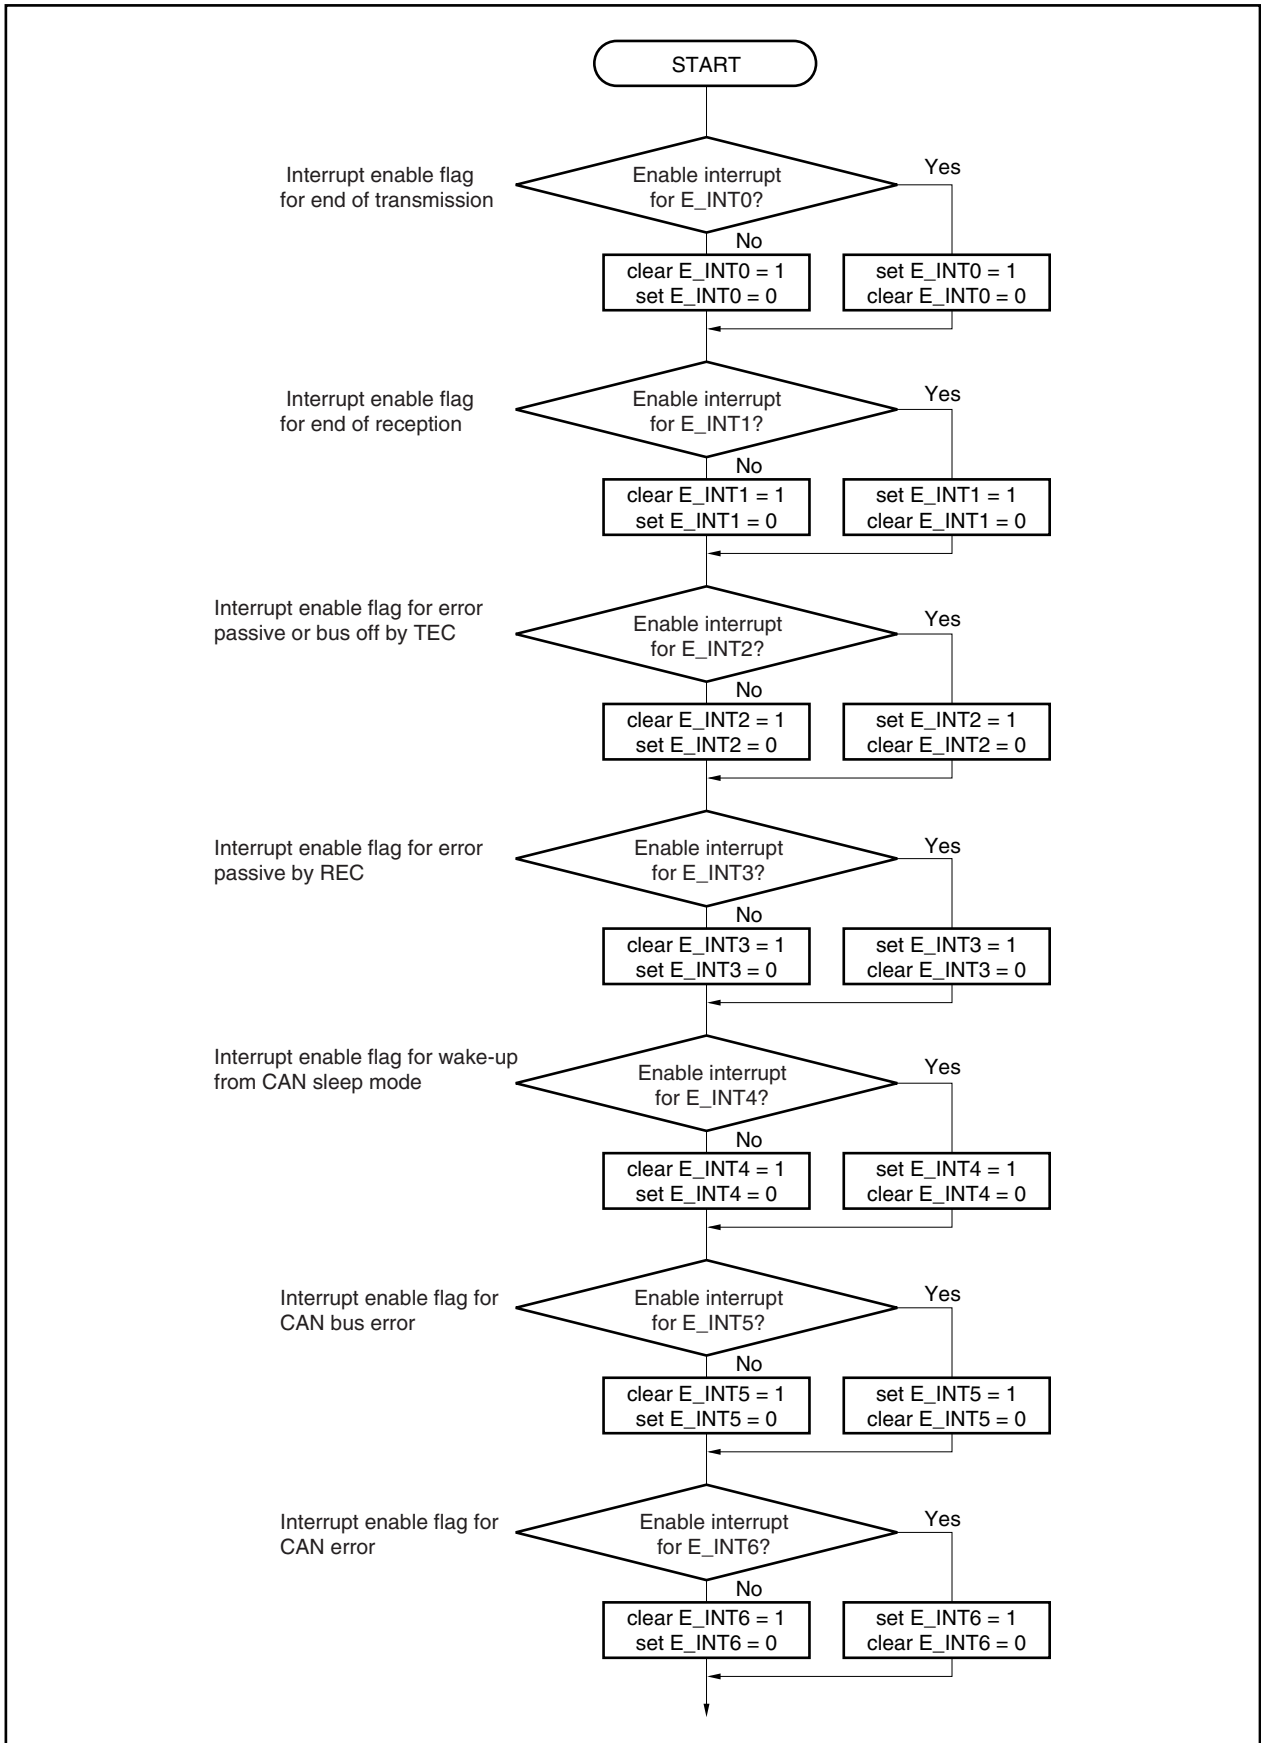 START
Interrupt enable flag
for end of transmission
Enable interrupt
for E_INT0?
Yes
No
clear E_INT0 = 1
set E_INT0 = 0
set E_INT0 = 1
clear E_INT0 = 0
Interrupt enable flag
for end of reception
Enable interrupt
for E_INT1?
Yes
No
clear E_INT1 = 1
set E_INT1 = 0
set E_INT1 = 1
clear E_INT1 = 0
Interrupt enable flag for error
passive or bus off by TEC
Enable interrupt
for E_INT2?
Yes
No
clear E_INT2 = 1
set E_INT2 = 0
set E_INT2 = 1
clear E_INT2 = 0
Interrupt enable flag for error
passive by REC
Enable interrupt
for E_INT3?
Yes
No
clear E_INT3 = 1
set E_INT3 = 0
set E_INT3 = 1
clear E_INT3 = 0
Interrupt enable flag for wake-up
from CAN sleep mode
Enable interrupt
for E_INT4?
Yes
No
clear E_INT4 = 1
set E_INT4 = 0
set E_INT4 = 1
clear E_INT4 = 0
Interrupt enable flag for
CAN bus error
Enable interrupt
for E_INT5?
Yes
No
clear E_INT5 = 1
set E_INT5 = 0
set E_INT5 = 1
clear E_INT5 = 0
Interrupt enable flag for
CAN error
Enable interrupt
for E_INT6?
Yes
No
clear E_INT6 = 1
set E_INT6 = 0
set E_INT6 = 1
clear E_INT6 = 0